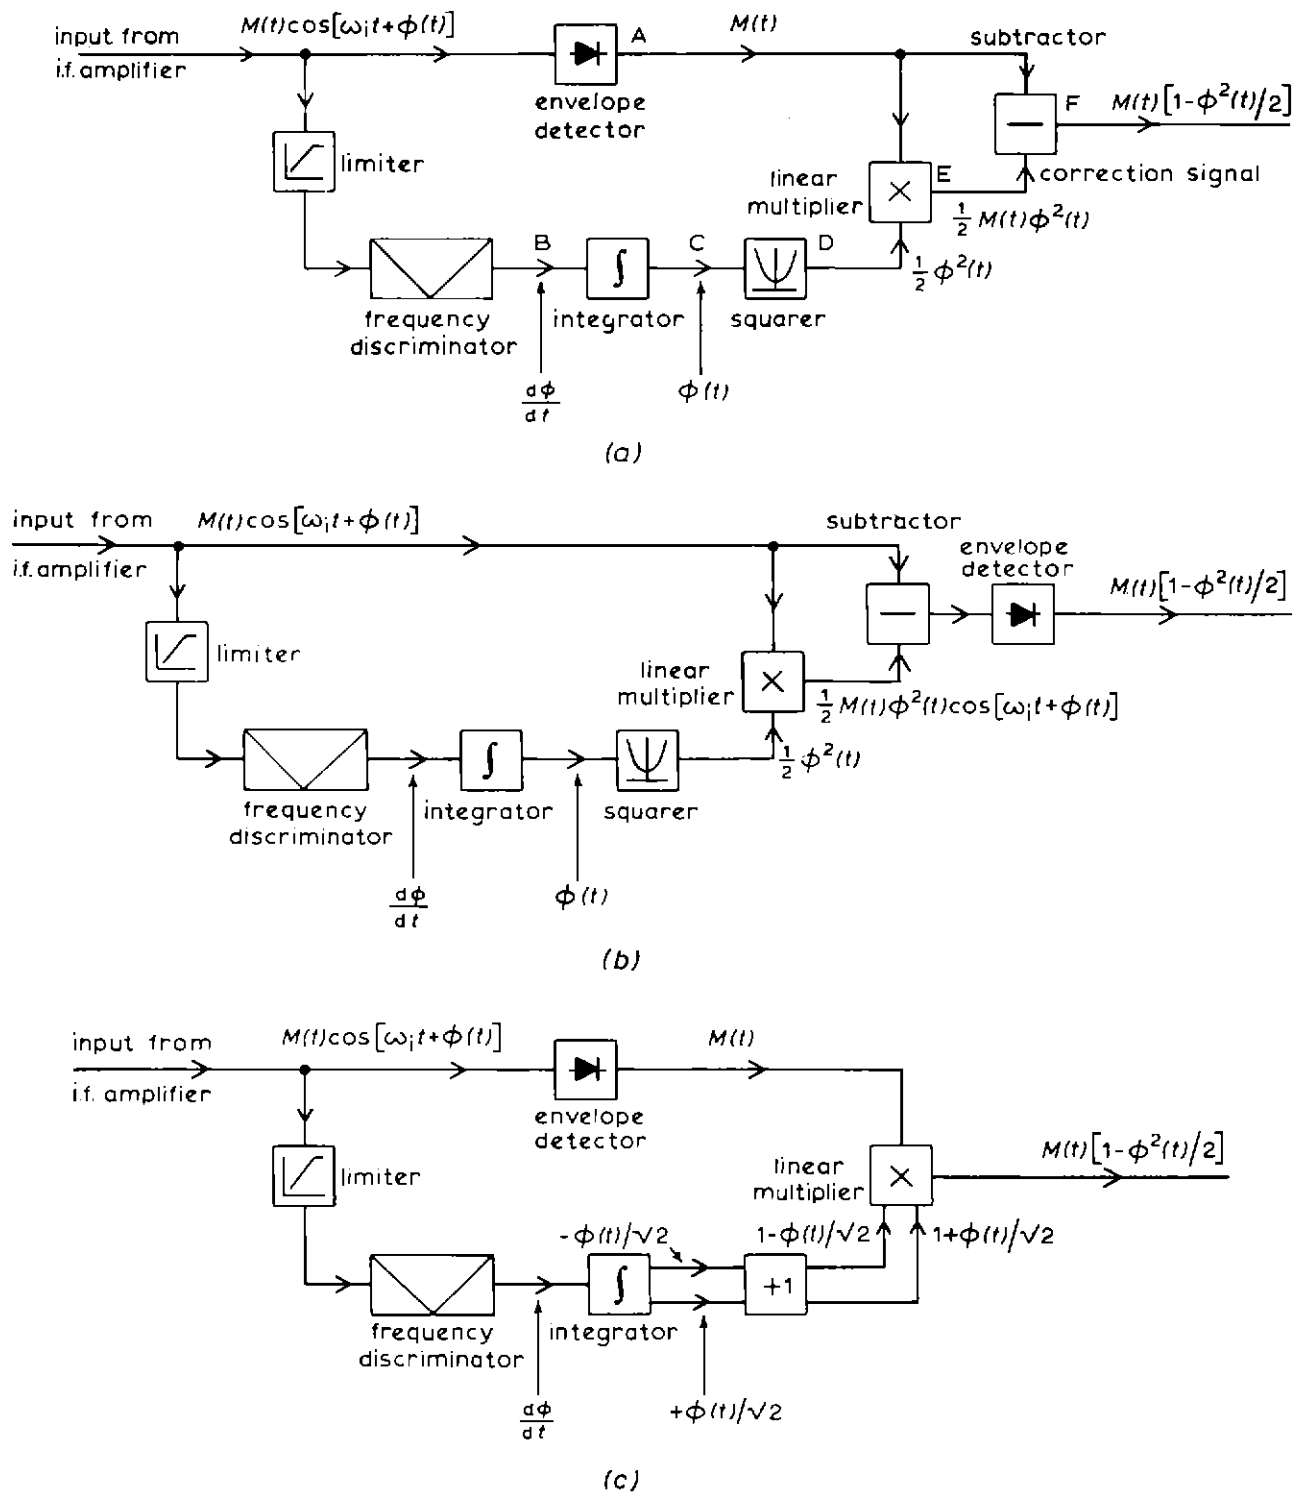 input from
i.f. amplifier
M(t)cos[ωᵢt+ϕ(t)]
A
M(t)
envelope
detector
subtractor
F
M(t)[1-ϕ²(t)/2]
limiter
linear
multiplier
×
E
correction signal
½ M(t)ϕ²(t)
B
∫
C
D
½ ϕ²(t)
frequency
discriminator
integrator
squarer
dϕ/dt
ϕ(t)
(a)
input from
i.f. amplifier
M(t)cos[ωᵢt+ϕ(t)]
subtractor
envelope
detector
M(t)[1-ϕ²(t)/2]
limiter
linear
multiplier
×
½ M(t)ϕ²(t)cos[ωᵢt+ϕ(t)]
∫
½ ϕ²(t)
frequency
discriminator
integrator
squarer
dϕ/dt
ϕ(t)
(b)
input from
i.f. amplifier
M(t)cos[ωᵢt+ϕ(t)]
M(t)
envelope
detector
limiter
linear
multiplier
×
M(t)[1-ϕ²(t)/2]
-ϕ(t)/√2
1-ϕ(t)/√2
1+ϕ(t)/√2
∫
+1
frequency
discriminator
integrator
dϕ/dt
+ϕ(t)/√2
(c)